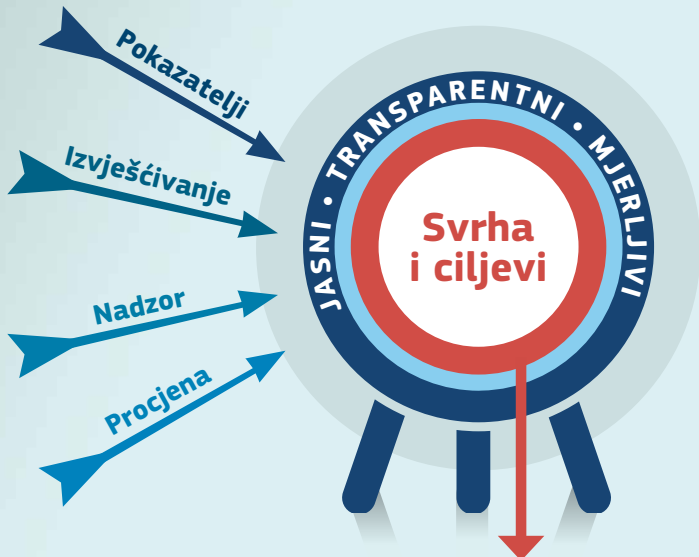 Pokazatelji
Izvješćivanje
Nadzor
Procjena
JASNI • TRANSPARENTNI • MJERLJIVI
Svrha
i ciljevi